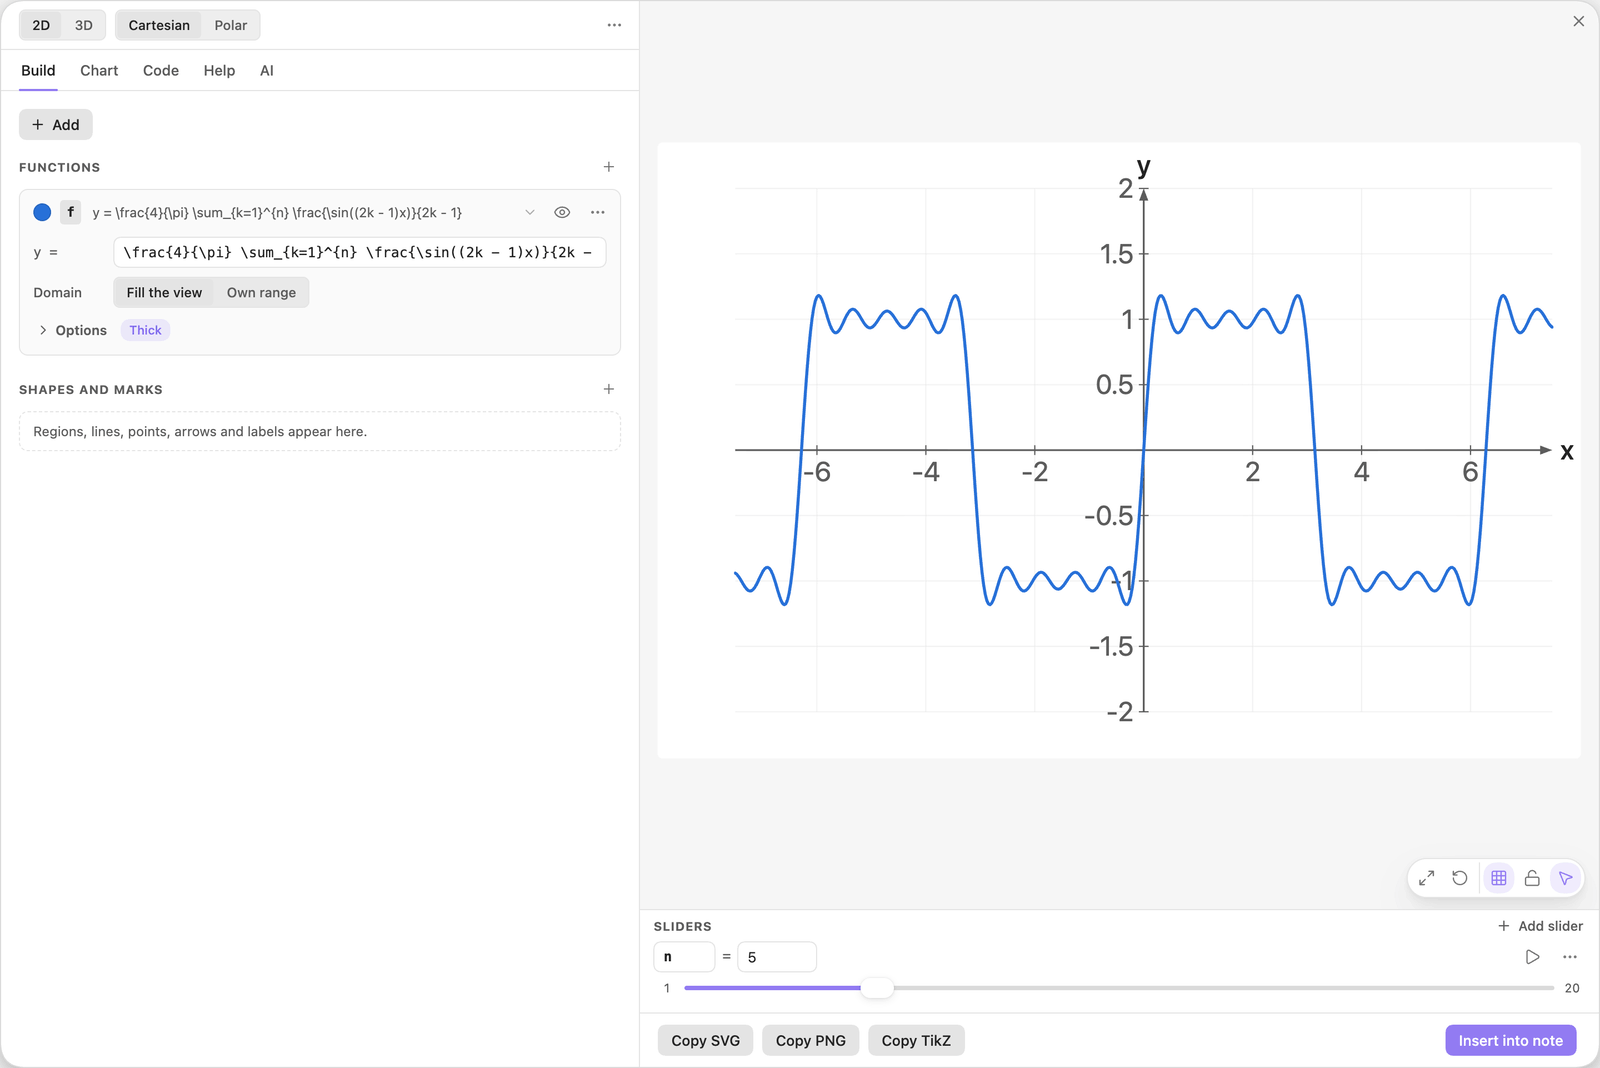 2D 3D Cartesian Polar
Build Chart Code Help AI
+ Add
FUNCTIONS
f y = \frac{4}{\pi} \sum_{k=1}^{n} \frac{\sin((2k - 1)x)}{2k - 1}
y = \frac{4}{\pi} \sum_{k=1}^{n} \frac{\sin((2k - 1)x)}{2k -
Domain Fill the view Own range
Options Thick
SHAPES AND MARKS
Regions, lines, points, arrows and labels appear here.
y
2
1.5
1
0.5
x
-6 -4 -2 2 4 6
-0.5
-1
-1.5
-2
SLIDERS + Add slider
n = 5
1 20
Copy SVG Copy PNG Copy TikZ Insert into note